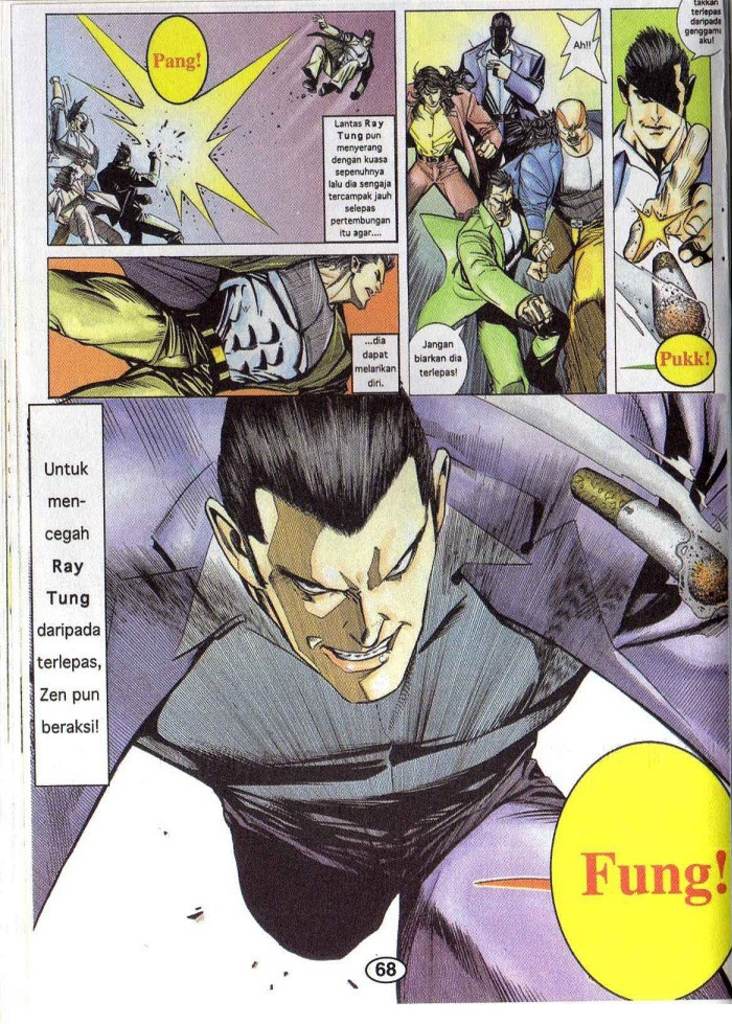 Pang!
Lantas Ray
Tung pun
menyerang
dengan kuasa
sepenuhnya
lalu dia sengaja
tercampak jauh
selepas
pertembungan
itu agar....
...dia
dapat
melarikan
diri.
Ah!!
Jangan
biarkan dia
terlepas!
takkan
terlepas
daripada
genggaman
aku!
Pukk!
Untuk
men-
cegah
Ray
Tung
daripada
terlepas,
Zen pun
beraksi!
Fung!
68